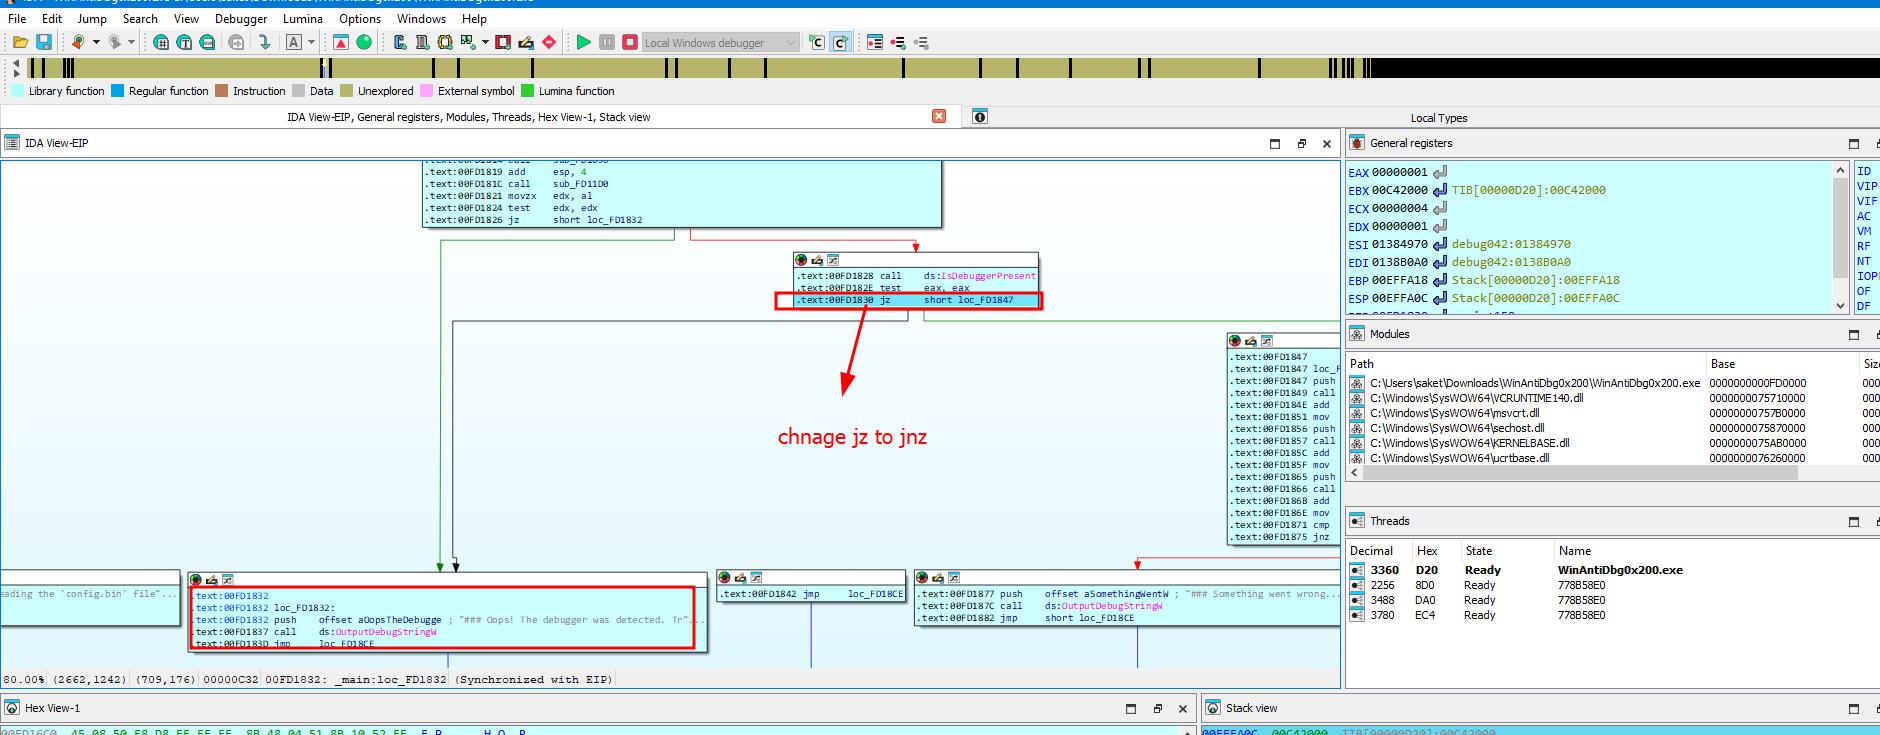 File Edit Jump Search View Debugger Lumina Options Windows Help
Local Windows debugger
Library function Regular function Instruction Data Unexplored External symbol Lumina function
IDA View-EIP, General registers, Modules, Threads, Hex View-1, Stack view
Local Types
IDA View-EIP
.text:00FD1819 add esp, 4
.text:00FD181C call sub_FD11D0
.text:00FD1821 movzx edx, al
.text:00FD1824 test edx, edx
.text:00FD1826 jz short loc_FD1832
.text:00FD1828 call ds:IsDebuggerPresent
.text:00FD182E test eax, eax
.text:00FD1830 jz short loc_FD1847
chnage jz to jnz
.text:00FD1847
.text:00FD1847 loc_F
.text:00FD1847 push
.text:00FD1849 call
.text:00FD184E add
.text:00FD1851 mov
.text:00FD1856 push
.text:00FD1857 call
.text:00FD185C add
.text:00FD185F mov
.text:00FD1865 push
.text:00FD1866 call
.text:00FD186B add
.text:00FD186E mov
.text:00FD1871 cmp
.text:00FD1875 jnz
eading the 'config.bin' file"...
.text:00FD1832
.text:00FD1832 loc_FD1832:
.text:00FD1832 push offset aOopsTheDebugge ; "### Oops! The debugger was detected. Tr"...
.text:00FD1837 call ds:OutputDebugStringW
.text:00FD183D jmp loc_FD18CE
.text:00FD1842 jmp loc_FD18CE
.text:00FD1877 push offset aSomethingWentW ; "### Something went wrong...
.text:00FD187C call ds:OutputDebugStringW
.text:00FD1882 jmp short loc_FD18CE
80.00% (2662,1242) (709,176) 00000C32 00FD1832: _main:loc_FD1832 (Synchronized with EIP)
General registers
EAX 00000001
EBX 00C42000 TIB[00000D20]:00C42000
ECX 00000004
EDX 00000001
ESI 01384970 debug042:01384970
EDI 0138B0A0 debug042:0138B0A0
EBP 00EFFA18 Stack[00000D20]:00EFFA18
ESP 00EFFA0C Stack[00000D20]:00EFFA0C
ID
VIP
VIF
AC
VM
RF
NT
IOP
OF
DF
Modules
Path Base Siz
C:\Users\saket\Downloads\WinAntiDbg0x200\WinAntiDbg0x200.exe 0000000000FD0000 000
C:\Windows\SysWOW64\VCRUNTIME140.dll 0000000075710000 000
C:\Windows\SysWOW64\msvcrt.dll 00000000757B0000 000
C:\Windows\SysWOW64\sechost.dll 0000000075870000 000
C:\Windows\SysWOW64\KERNELBASE.dll 0000000075AB0000 000
C:\Windows\SysWOW64\ucrtbase.dll 0000000076260000 000
Threads
Decimal Hex State Name
3360 D20 Ready WinAntiDbg0x200.exe
2256 8D0 Ready 778B58E0
3488 DA0 Ready 778B58E0
3780 EC4 Ready 778B58E0
Hex View-1
Stack view